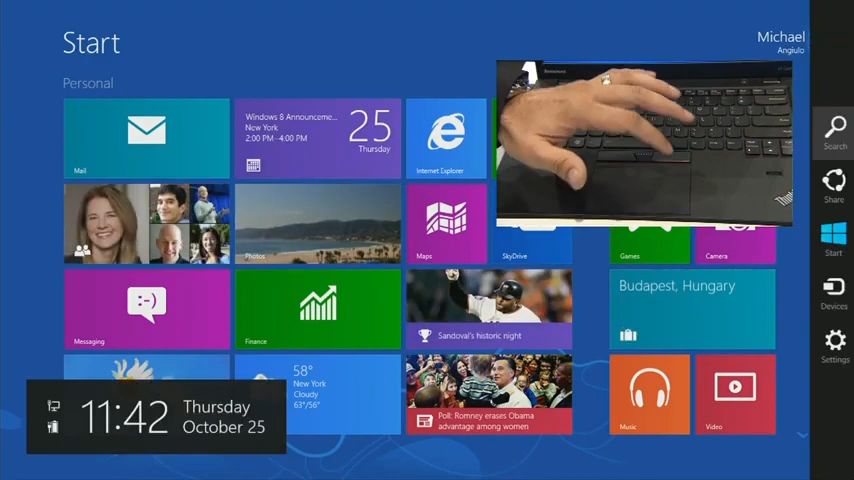 Start
Michael
Angiulo
Personal
Mail
Windows 8 Announceme...
New York
2:00 PM–4:00 PM
25
Thursday
Internet Explorer
Search
Share
Photos
Maps
SkyDrive
Games
Camera
Start
Messaging
Finance
Sandoval's historic night
Budapest, Hungary
Devices
58°
New York
Cloudy
63°/56°
Poll: Romney erases Obama
advantage among women
Music
Video
Settings
11:42
Thursday
October 25